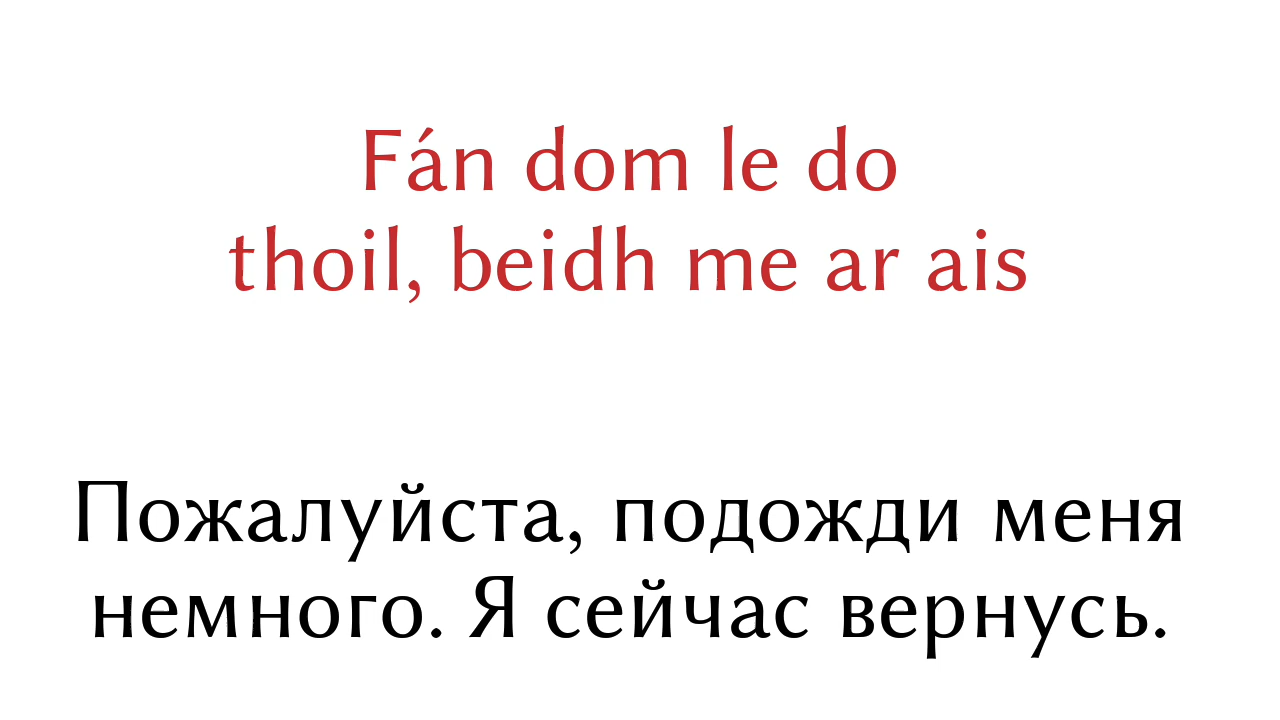 Fán dom le do
thoil, beidh me ar ais
Пожалуйста, подожди меня
немного. Я сейчас вернусь.